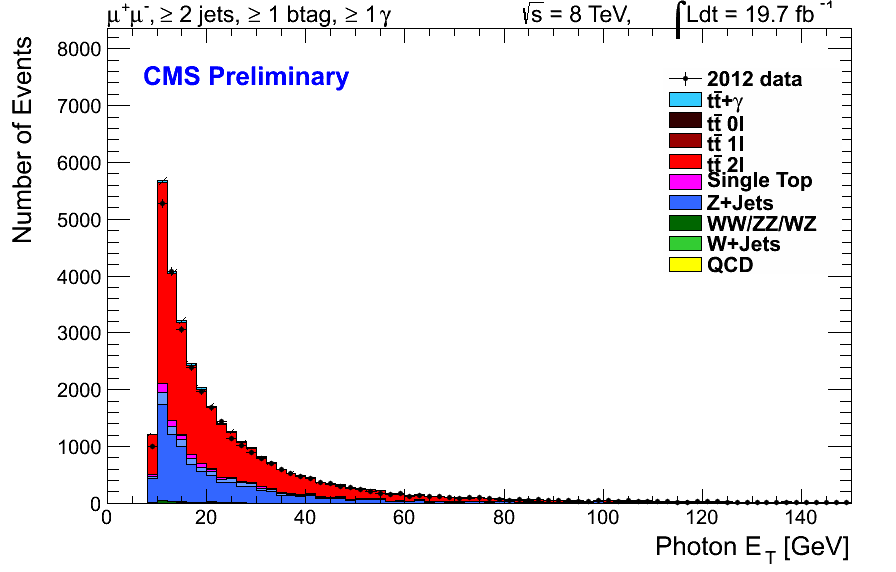 μ⁺μ⁻, ≥ 2 jets, ≥ 1 btag, ≥ 1 γ √s = 8 TeV, ∫Ldt = 19.7 fb⁻¹
CMS Preliminary
Number of Events
8000
7000
6000
5000
4000
3000
2000
1000
0
2012 data
tt̄+γ
tt̄ 0l
tt̄ 1l
tt̄ 2l
Single Top
Z+Jets
WW/ZZ/WZ
W+Jets
QCD
0 20 40 60 80 100 120 140
Photon E_T [GeV]